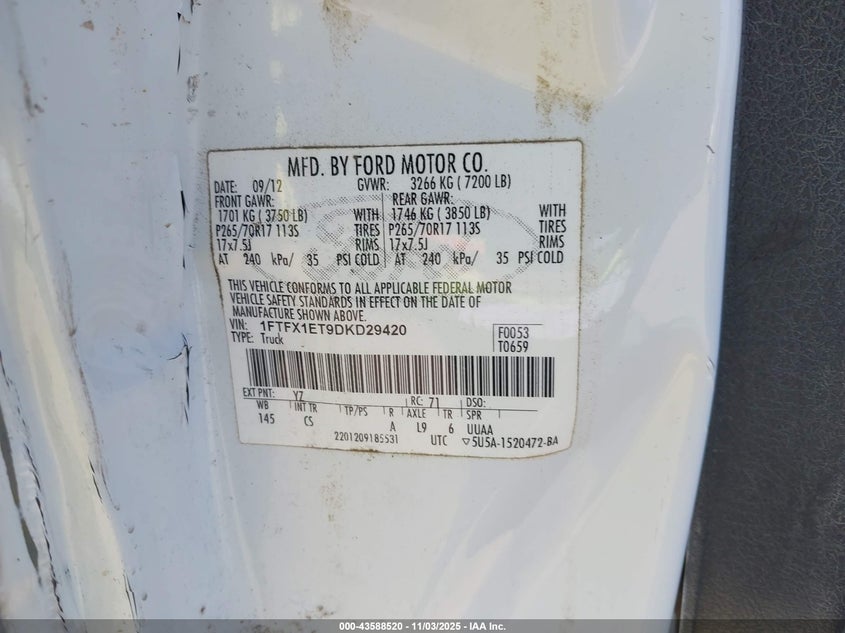 MFD. BY FORD MOTOR CO.
DATE: 09/12 GVWR: 3266 KG ( 7200 LB)
FRONT GAWR: REAR GAWR:
1701 KG ( 3750 LB) WITH 1746 KG ( 3850 LB) WITH
P265/70R17 113S TIRES P265/70R17 113S TIRES
17x7.5J RIMS 17x7.5J RIMS
AT 240 kPa/ 35 PSI COLD AT 240 kPa/ 35 PSI COLD
THIS VEHICLE CONFORMS TO ALL APPLICABLE FEDERAL MOTOR
VEHICLE SAFETY STANDARDS IN EFFECT ON THE DATE OF
MANUFACTURE SHOWN ABOVE.
VIN: 1FTFX1ET9DKD29420 F0053
TYPE: Truck T0659
EXT PNT: YZ RC: 71 DSO:
WB INT TR TP/PS R AXLE TR SPR
145 CS A L9 6 UUAA
2201209185531 UTC ▽5U5A-1520472-BA
000-43588520 - 11/03/2025 - IAA Inc.